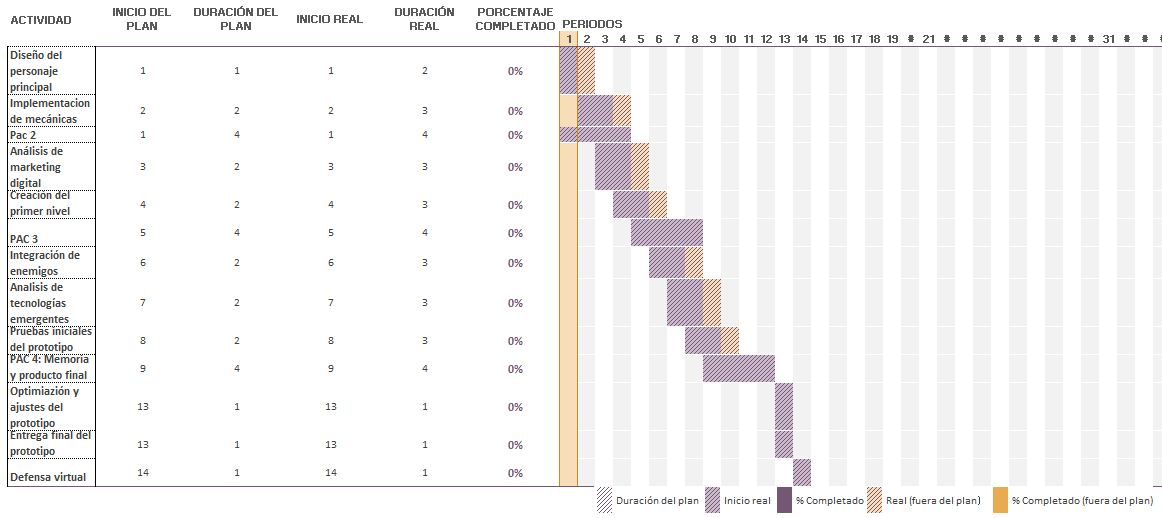 ACTIVIDAD
INICIO DEL
PLAN
DURACIÓN DEL
PLAN
INICIO REAL
DURACIÓN
REAL
PORCENTAJE
COMPLETADO
PERIODOS
1 2 3 4 5 6 7 8 9 10 11 12 13 14 15 16 17 18 19 # 21 # # # # # # # # # 31 # # #
Diseño del
personaje
principal
1 1 1 2 0%
Implementacion
de mecánicas
2 2 2 3 0%
Pac 2
1 4 1 4 0%
Análisis de
marketing
digital
3 2 3 3 0%
Creación del
primer nivel
4 2 4 3 0%
PAC 3
5 4 5 4 0%
Integración de
enemigos
6 2 6 3 0%
Analisis de
tecnologías
emergentes
7 2 7 3 0%
Pruebas iniciales
del prototipo
8 2 8 3 0%
PAC 4: Memoria
y producto final
9 4 9 4 0%
Optimiazión y
ajustes del
prototipo
13 1 13 1 0%
Entrega final del
prototipo
13 1 13 1 0%
Defensa virtual
14 1 14 1 0%
Duración del plan
Inicio real
% Completado
Real (fuera del plan)
% Completado (fuera del plan)